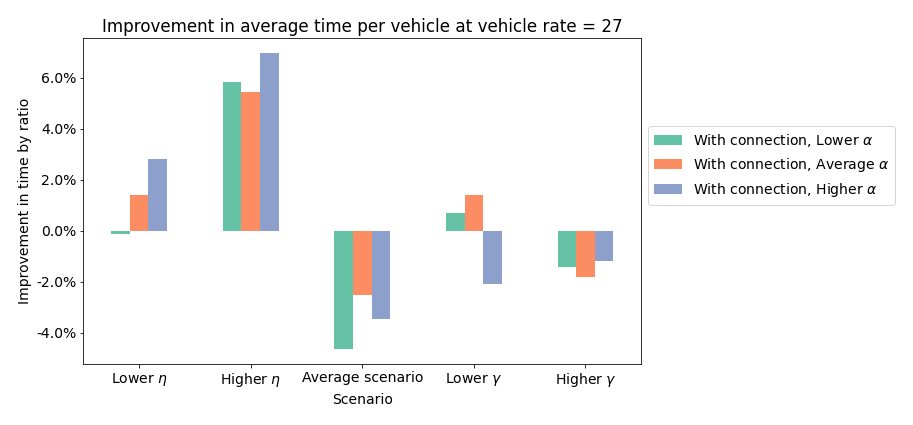 Improvement in average time per vehicle at vehicle rate = 27
Improvement in time by ratio
6.0%
4.0%
2.0%
0.0%
-2.0%
-4.0%
Lower η
Higher η
Average scenario
Lower γ
Higher γ
Scenario
With connection, Lower α
With connection, Average α
With connection, Higher α